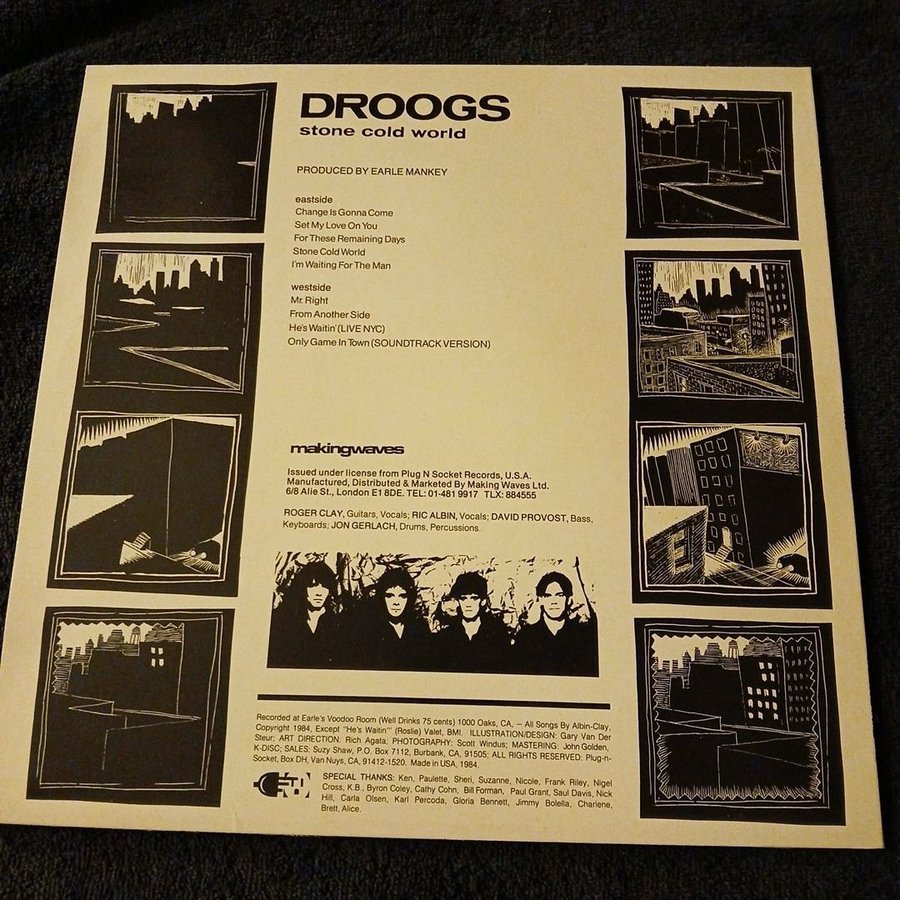 DROOGS
stone cold world
PRODUCED BY EARLE MANKEY
eastside
Change Is Gonna Come
Set My Love On You
For These Remaining Days
Stone Cold World
I'm Waiting For The Man
westside
Mr. Right
From Another Side
He's Waitin' (LIVE NYC)
Only Game In Town (SOUNDTRACK VERSION)
makingwaves
Issued under license from Plug N Socket Records, U.S.A.
Manufactured, Distributed & Marketed By Making Waves Ltd.
6/8 Alie St., London E1 8DE. TEL: 01-481 9917 TLX: 884555
ROGER CLAY, Guitars, Vocals; RIC ALBIN, Vocals; DAVID PROVOST, Bass,
Keyboards; JON GERLACH, Drums, Percussions.
Recorded at Earle's Voodoo Room (Well Drinks 75 cents) 1000 Oaks, CA, – All Songs By Albin-Clay,
Copyright 1984, Except "He's Waitin'" (Roslie) Valet, BMI. ILLUSTRATION/DESIGN: Gary Van Der
Steur; ART DIRECTION: Rich Agata; PHOTOGRAPHY: Scott Windus; MASTERING: John Golden,
K-DISC; SALES: Suzy Shaw, P.O. Box 7112, Burbank, CA, 91505; ALL RIGHTS RESERVED: Plug-n-
Socket, Box DH, Van Nuys, CA, 91412-1520. Made in USA, 1984.
SPECIAL THANKS: Ken, Paulette, Sheri, Suzanne, Nicole, Frank Riley, Nigel
Cross, K.B., Byron Coley, Cathy Cohn, Bill Forman, Paul Grant, Saul Davis, Nick
Hill, Carla Olsen, Karl Percoda, Gloria Bennett, Jimmy Bolella, Charlene,
Brett, Alice.